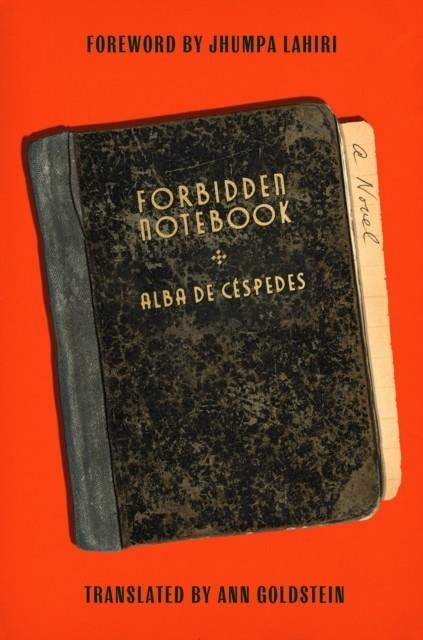 FOREWORD BY JHUMPA LAHIRI
FORBIDDEN
NOTEBOOK
ALBA DE CÉSPEDES
a Novel
TRANSLATED BY ANN GOLDSTEIN